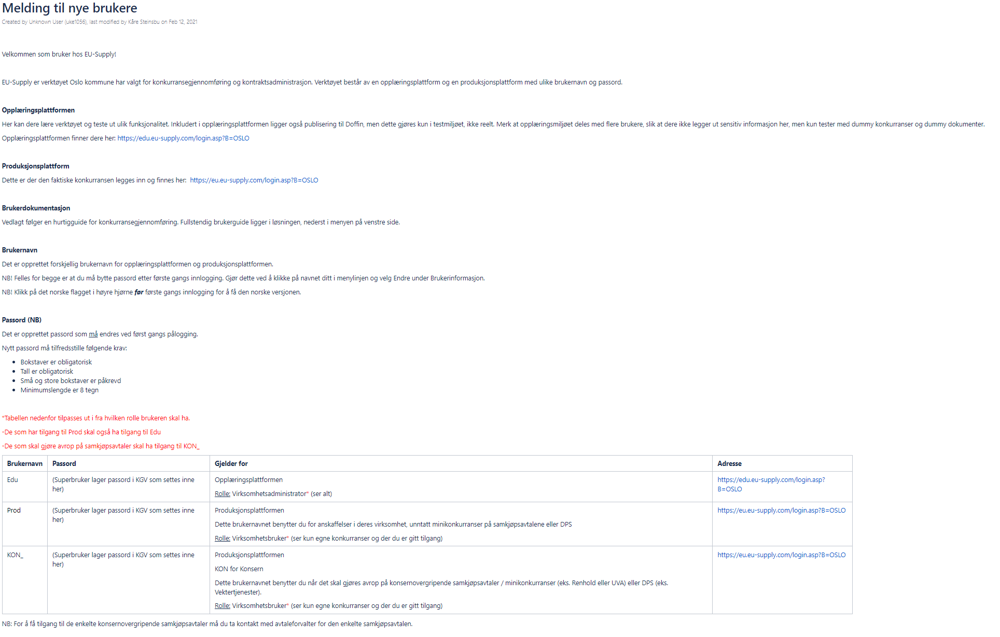 Melding til nye brukere
Created by Unknown User (uke1056), last modified by Kåre Steinsbu on Feb 12, 2021
Velkommen som bruker hos EU-Supply!
EU-Supply er verktøyet Oslo kommune har valgt for konkurransegjennomføring og kontraktsadministrasjon. Verktøyet består av en opplæringsplattform og en produksjonsplattform med ulike brukernavn og passord.
Opplæringsplattformen
Her kan dere lære verktøyet og teste ut ulik funksjonalitet. Inkludert i opplæringsplattformen ligger også publisering til Doffin, men dette gjøres kun i testmiljøet, ikke reelt. Merk at opplæringsmiljøet deles med flere brukere, slik at dere ikke legger ut sensitiv informasjon her, men kun tester med dummy konkurranser og dummy dokumenter.
Opplæringsplattformen finner dere her: https://edu.eu-supply.com/login.asp?B=OSLO
Produksjonsplattform
Dette er der den faktiske konkurransen legges inn og finnes her:  https://eu.eu-supply.com/login.asp?B=OSLO
Brukerdokumentasjon
Vedlagt følger en hurtigguide for konkurransegjennomføring. Fullstendig brukerguide ligger i løsningen, nederst i menyen på venstre side.
Brukernavn
Det er opprettet forskjellig brukernavn for opplæringsplattformen og produksjonsplattformen.
NB! Felles for begge er at du må bytte passord etter første gangs innlogging. Gjør dette ved å klikke på navnet ditt i menylinjen og velg Endre under Brukerinformasjon.
NB! Klikk på det norske flagget i høyre hjørne før første gangs innlogging for å få den norske versjonen.
Passord (NB)
Det er opprettet passord som må endres ved først gangs pålogging.
Nytt passord må tilfredsstille følgende krav:
• Bokstaver er obligatorisk
• Tall er obligatorisk
• Små og store bokstaver er påkrevd
• Minimumslengde er 8 tegn
*Tabellen nedenfor tilpasses ut i fra hvilken rolle brukeren skal ha.
-De som har tilgang til Prod skal også ha tilgang til Edu
-De som skal gjøre avrop på samkjøpsavtaler skal ha tilgang til KON_
Brukernavn Passord Gjelder for Adresse
Edu
(Superbruker lager passord i KGV som settes inne
her)
Opplæringsplattformen
Rolle: Virksomhetsadministrator* (ser alt)
https://edu.eu-supply.com/login.asp?
B=OSLO
Prod
(Superbruker lager passord i KGV som settes inne
her)
Produksjonsplattformen
Dette brukernavnet benytter du for anskaffelser i deres virksomhet, unntatt minikonkurranser på samkjøpsavtalene eller DPS
Rolle: Virksomhetsbruker* (ser kun egne konkurranser og der du er gitt tilgang)
https://eu.eu-supply.com/login.asp?B=OSLO
KON_
(Superbruker lager passord i KGV som settes inne
her)
Produksjonsplattformen
KON for Konsern
Dette brukernavnet benytter du når det skal gjøres avrop på konsernovergripende samkjøpsavtaler / minikonkurranser (eks. Renhold eller UVA) eller DPS (eks.
Vektertjenester).
Rolle: Virksomhetsbruker* (ser kun egne konkurranser og der du er gitt tilgang)
https://eu.eu-supply.com/login.asp?B=OSLO
NB: For å få tilgang til de enkelte konsernovergripende samkjøpsavtaler må du ta kontakt med avtaleforvalter for den enkelte samkjøpsavtalen.